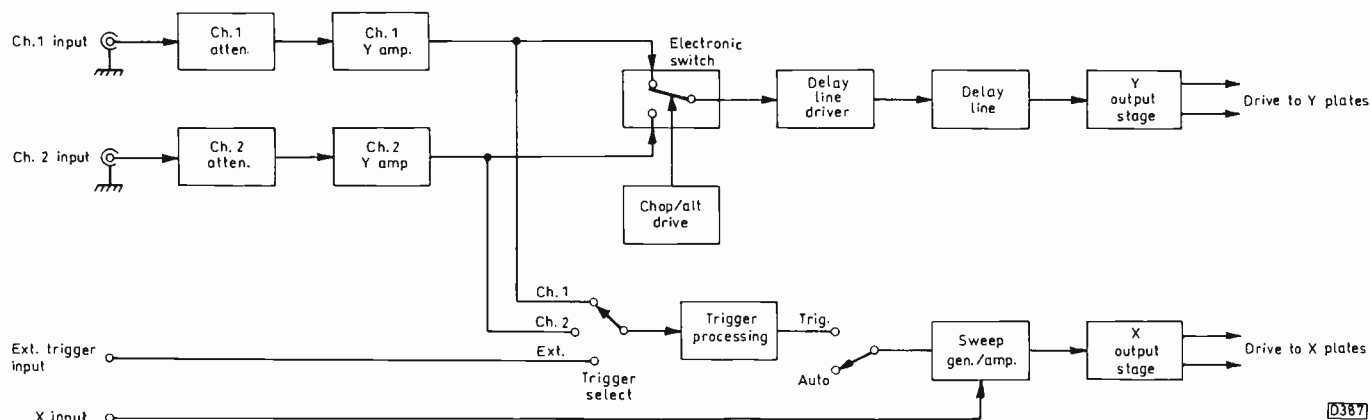 Ch.1 input
Ch.1
atten.
Ch. 1
Y amp.
Electronic
switch
Delay
line
driver
Delay
line
Y
output
stage
Drive to Y plates
Ch. 2 input
Ch. 2
atten.
Ch.2
Y amp
Chop/alt
drive
Ch. 1
Ch. 2
Ext.
Trigger
select
Trigger
processing
Trig.
Auto
Sweep
gen./amp.
X
output
stage
Drive to X plates
Ext. trigger
input
X input
D387